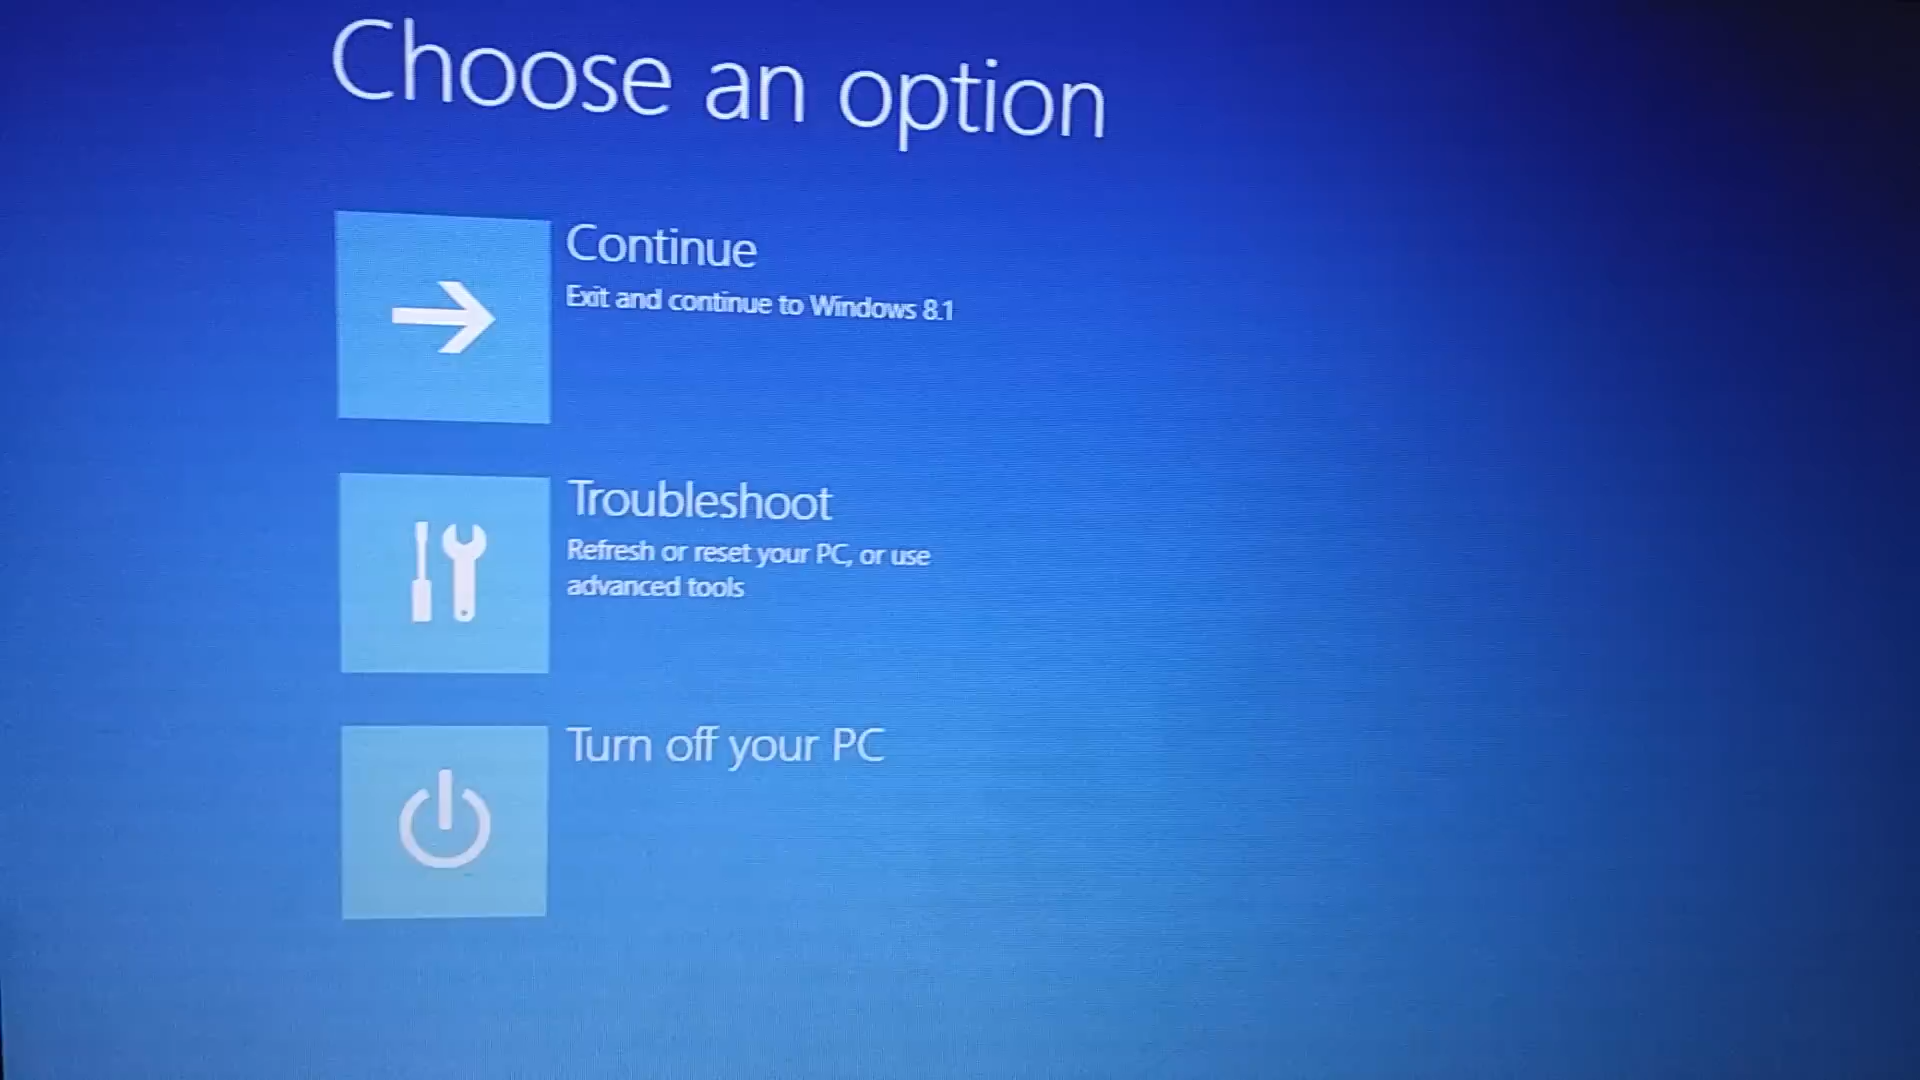 Choose an option
Continue
Exit and continue to Windows 8.1
Troubleshoot
Refresh or reset your PC, or use
advanced tools
Turn off your PC